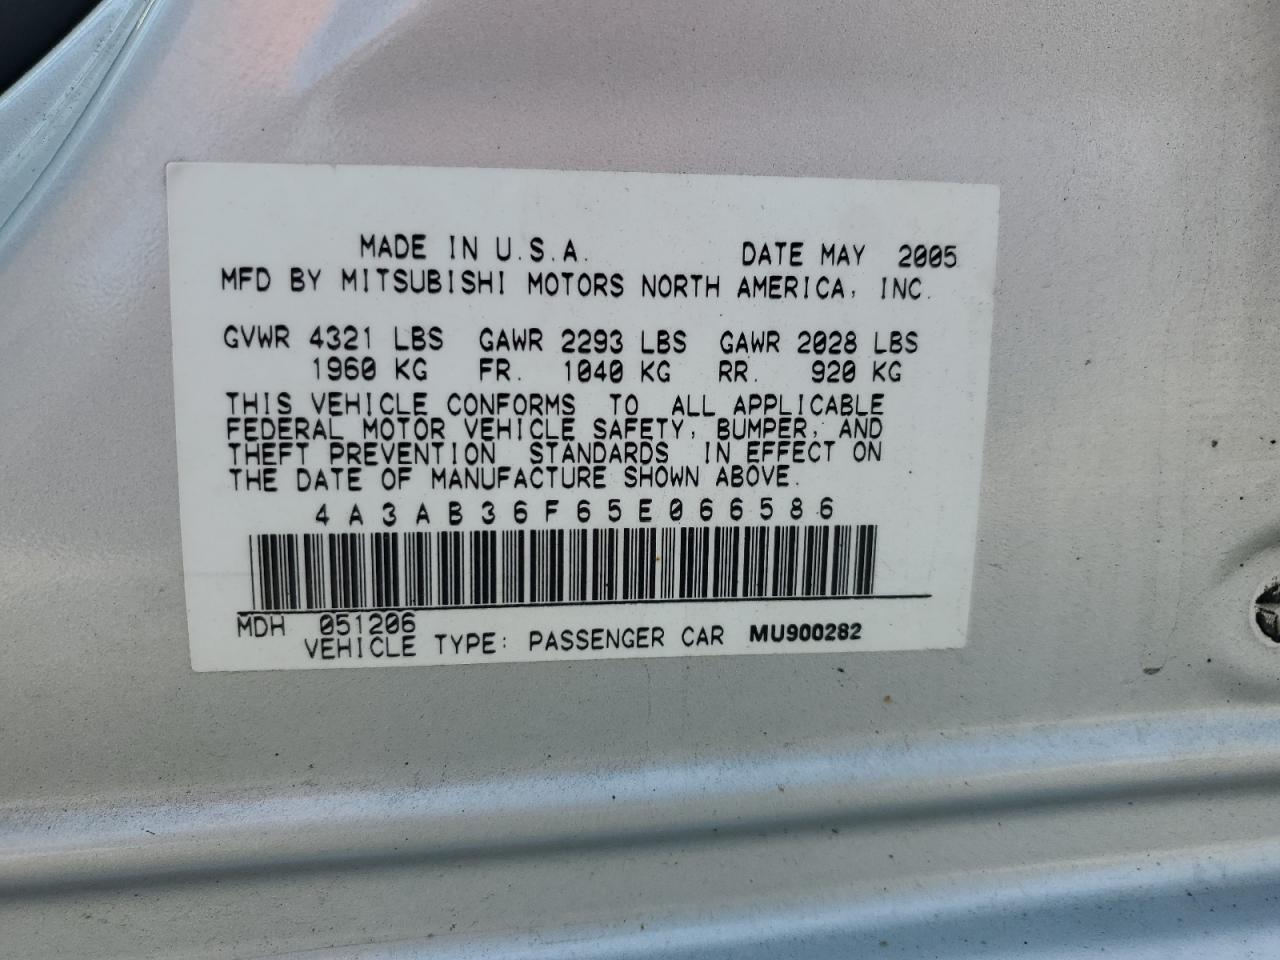 MADE IN U.S.A. DATE MAY 2005
MFD BY MITSUBISHI MOTORS NORTH AMERICA, INC.
GVWR 4321 LBS GAWR 2293 LBS GAWR 2028 LBS
1960 KG FR. 1040 KG RR. 920 KG
THIS VEHICLE CONFORMS TO ALL APPLICABLE
FEDERAL MOTOR VEHICLE SAFETY, BUMPER, AND
THEFT PREVENTION STANDARDS IN EFFECT ON
THE DATE OF MANUFACTURE SHOWN ABOVE.
4A3AB36F65E066586
MDH 051206
VEHICLE TYPE: PASSENGER CAR MU900282